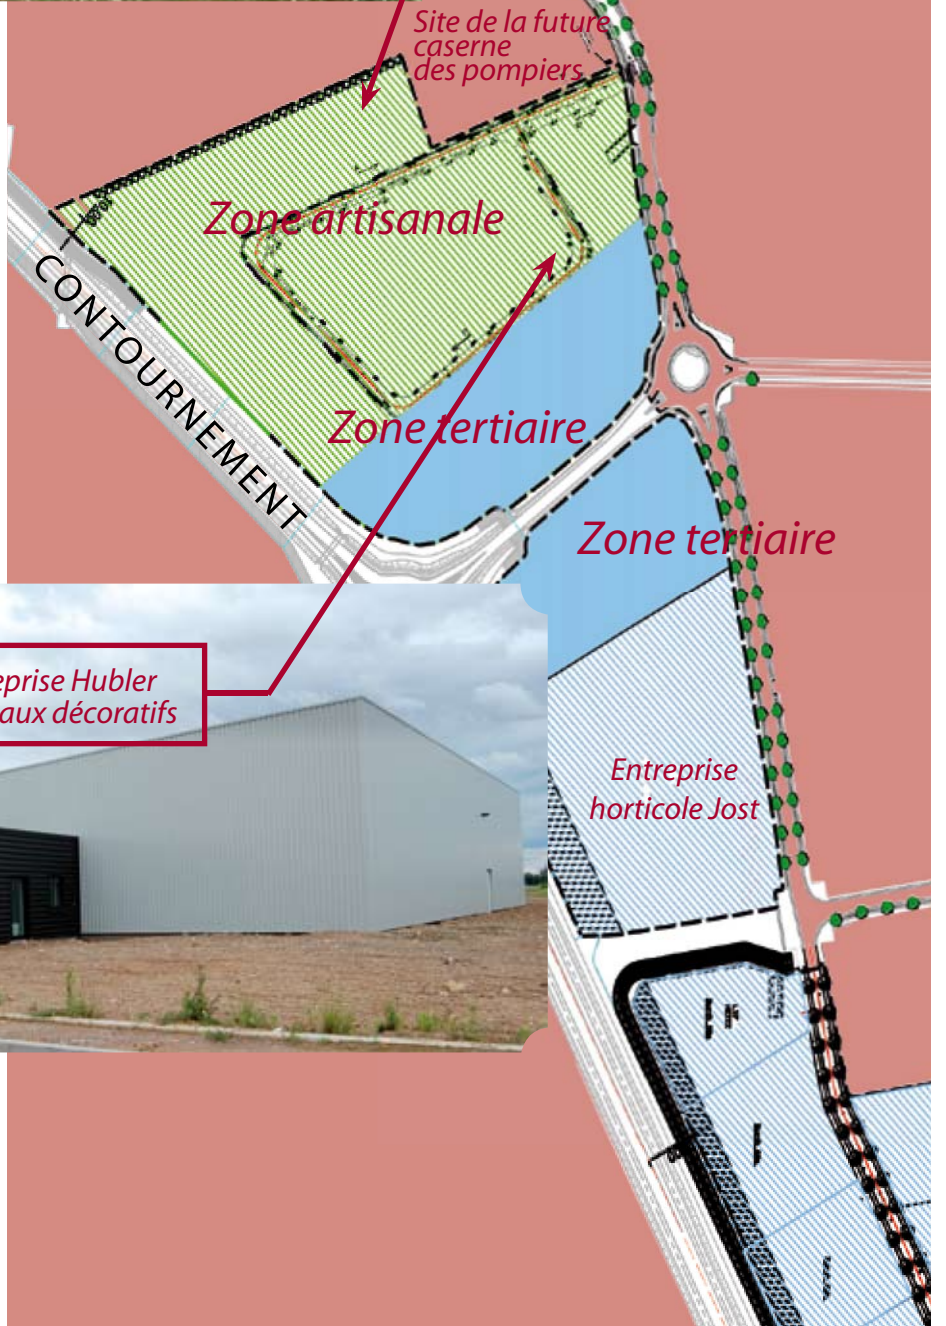 Site de la future
caserne
des pompiers
Zone artisanale
CONTOURNEMENT
Zone tertiaire
Zone tertiaire
eprise Hubler
aux décoratifs
Entreprise
horticole Jost